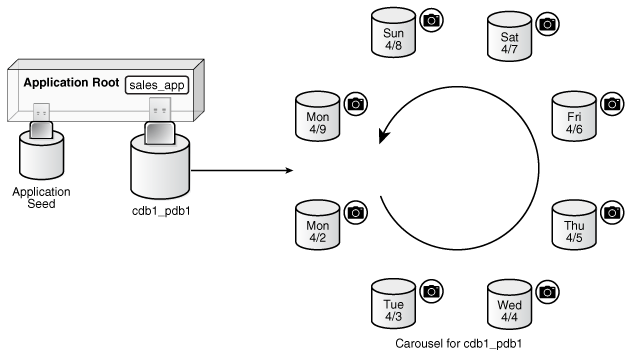 Application Root sales_app
Application
Seed
cdb1_pdb1
Sun
4/8
Sat
4/7
Mon
4/9
Fri
4/6
Mon
4/2
Thu
4/5
Tue
4/3
Wed
4/4
Carousel for cdb1_pdb1